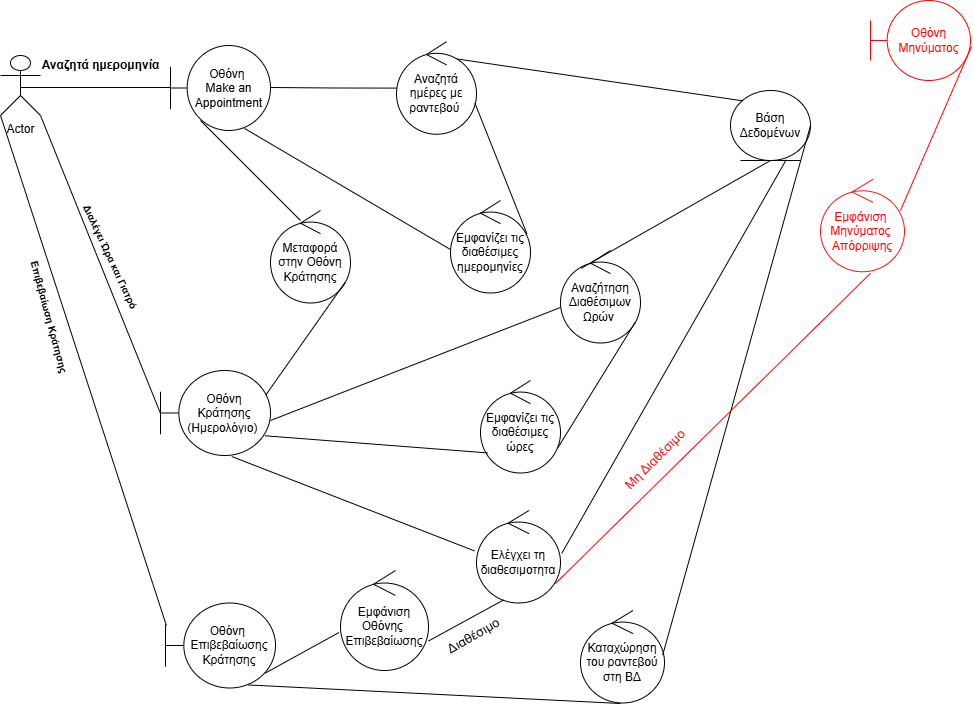 Αναζητά ημερομηνία
Actor
Οθόνη
Make an
Appointment
Αναζητά
ημέρες με
ραντεβού
Βάση
Δεδομένων
Οθόνη
Μηνύματος
Εμφάνιση
Μηνύματος
Απόρριψης
Μεταφορά
στην Οθόνη
Κράτησης
Εμφανίζει τις
διαθέσιμες
ημερομηνίες
Αναζήτηση
Διαθέσιμων
Ωρών
Διαλέγει Ώρα και Γιατρό
Επιβεβαίωση Κράτησης
Οθόνη
Κράτησης
(Ημερολόγιο)
Εμφανίζει τις
διαθέσιμες
ώρες
Μη Διαθέσιμο
Ελέγχει τη
διαθεσιμοτητα
Διαθέσιμο
Εμφάνιση
Οθόνης
Επιβεβαίωσης
Οθόνη
Επιβεβαίωσης
Κράτησης
Καταχώρηση
του ραντεβού
στη ΒΔ